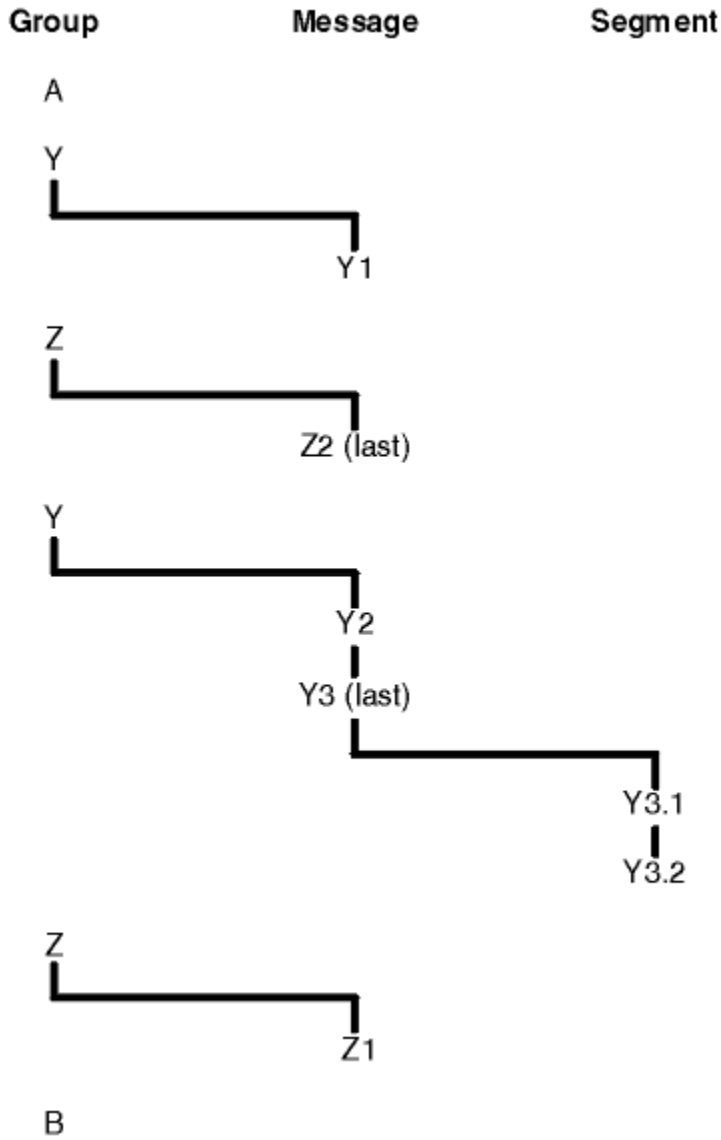 Group Message Segment
A
Y
Y1
Z
Z2 (last)
Y
Y2
Y3 (last)
Y3.1
Y3.2
Z
Z1
B